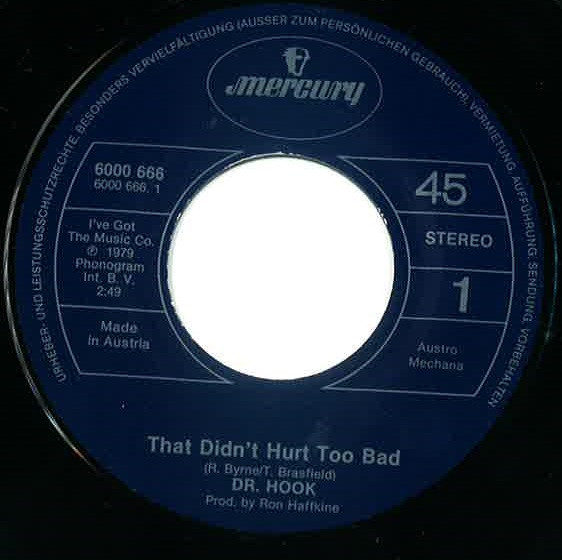 URHEBER- UND LEISTUNGSSCHUTZRECHTE, BESONDERS VERVIELFÄLTIGUNG (AUSSER ZUM PERSÖNLICHEN GEBRAUCH), VERMIETUNG, AUFFÜHRUNG, SENDUNG, VORBEHALTEN
mercury
6000 666
6000 666. 1
I've Got
The Music Co.
℗ 1979
Phonogram
Int. B. V.
2:49
Made
in Austria
45
STEREO
1
Austro
Mechana
That Didn't Hurt Too Bad
(R. Byrne/T. Brasfield)
DR. HOOK
Prod. by Ron Haffkine